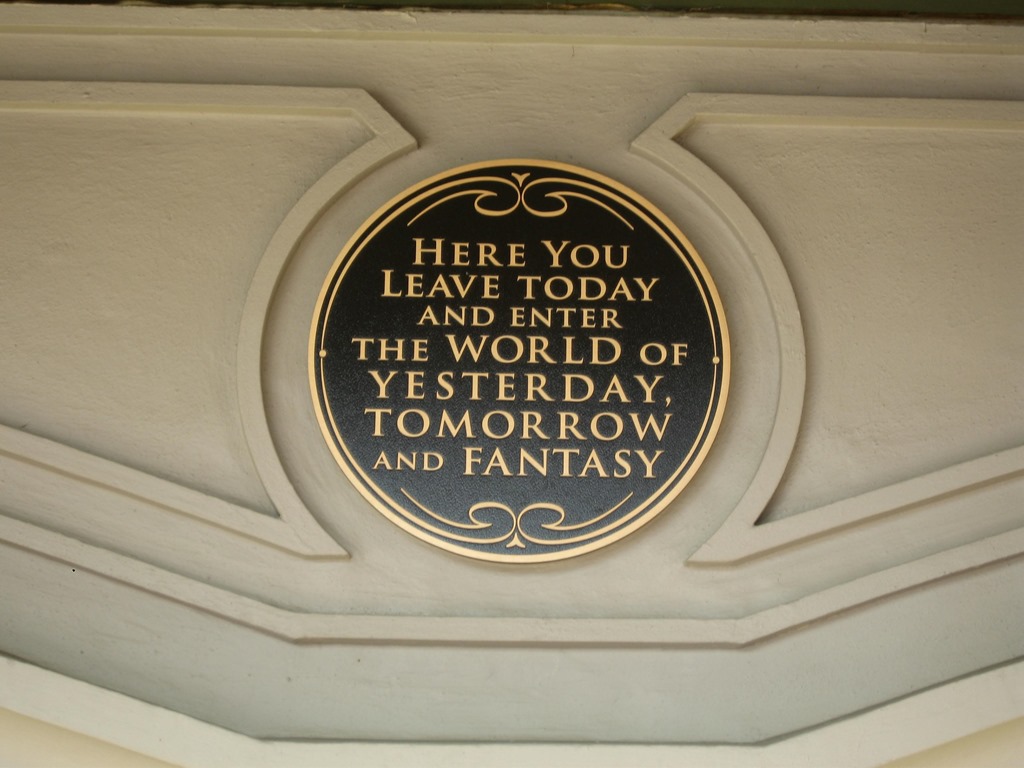 HERE YOU
LEAVE TODAY
AND ENTER
THE WORLD OF
YESTERDAY,
TOMORROW
AND FANTASY